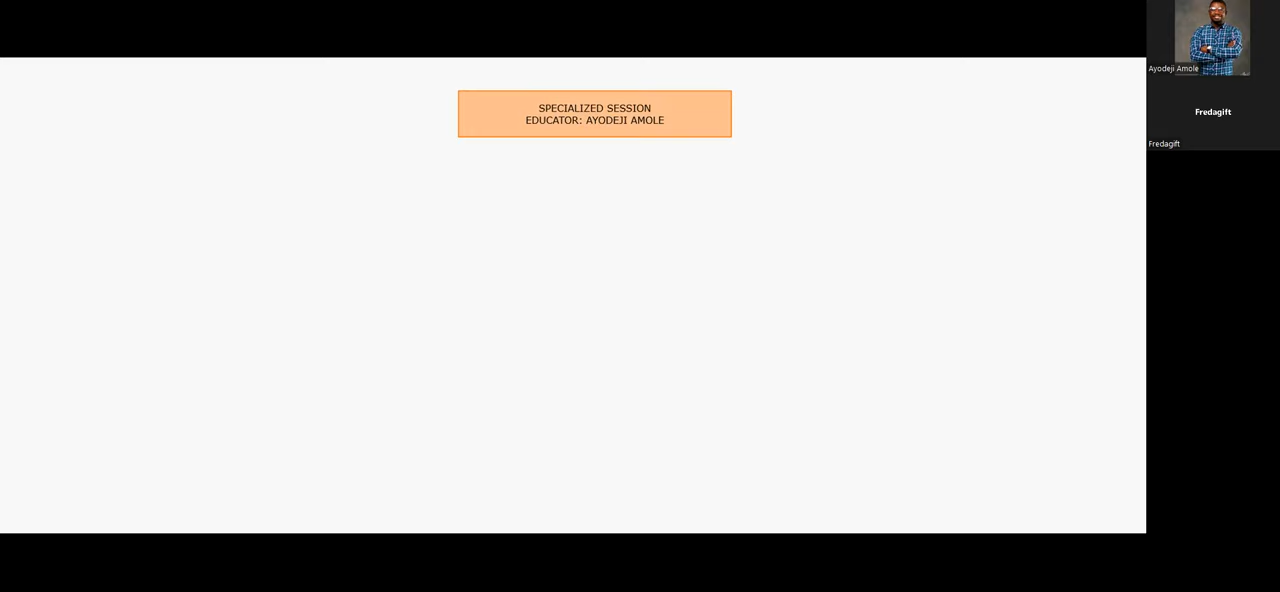 SPECIALIZED SESSION
EDUCATOR: AYODEJI AMOLE
Ayodeji Amole
Fredagift
Fredagift